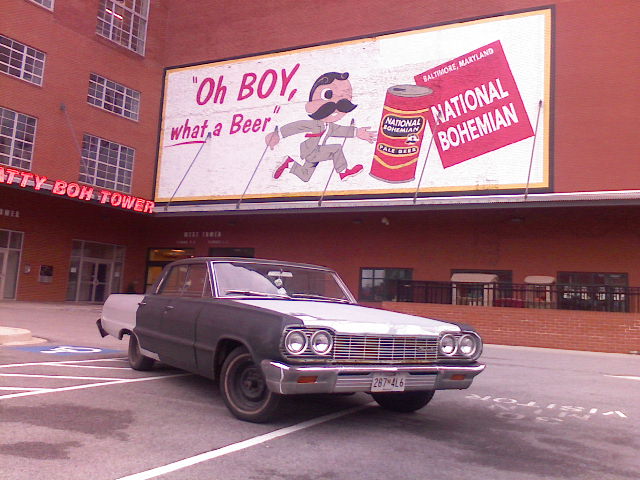 "Oh BOY,
what a Beer"
BALTIMORE, MARYLAND
NATIONAL
BOHEMIAN
NATIONAL
BOHEMIAN
PALE BEER
ATTY BOH TOWER
287 4L6
VISITOR